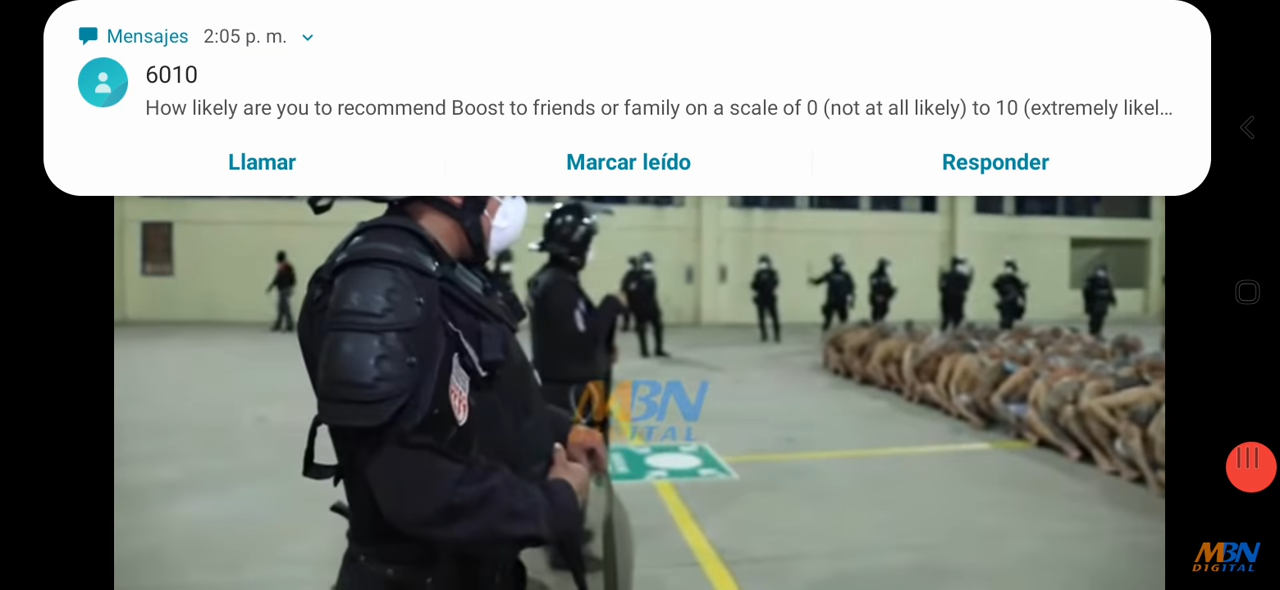 Mensajes 2:05 p. m.
6010
How likely are you to recommend Boost to friends or family on a scale of 0 (not at all likely) to 10 (extremely likel…
Llamar Marcar leído Responder
MBN
DIGITAL
MBN
DIGITAL